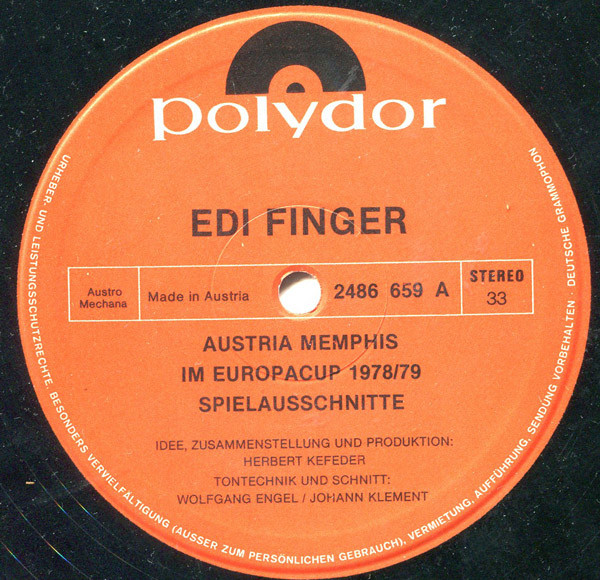 polydor
EDI FINGER
Austro
Mechana
Made in Austria
2486 659 A
STEREO
33
AUSTRIA MEMPHIS
IM EUROPACUP 1978/79
SPIELAUSSCHNITTE
IDEE, ZUSAMMENSTELLUNG UND PRODUKTION:
HERBERT KEFEDER
TONTECHNIK UND SCHNITT:
WOLFGANG ENGEL / JOHANN KLEMENT
URHEBER- UND LEISTUNGSSCHUTZRECHTE. BESONDERS VERVIELFÄLTIGUNG (AUSSER ZUM PERSÖNLICHEN GEBRAUCH), VERMIETUNG, AUFFÜHRUNG, SENDUNG VORBEHALTEN · DEUTSCHE GRAMMOPHON